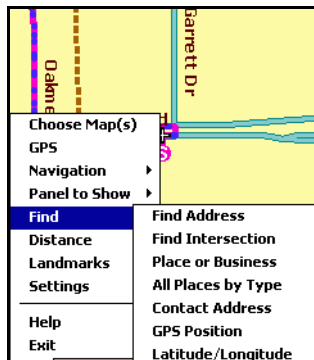 Garrett Dr
Oakme
Choose Map(s)
GPS
Navigation
Panel to Show
Find
Distance
Landmarks
Settings
Help
Exit
Find Address
Find Intersection
Place or Business
All Places by Type
Contact Address
GPS Position
Latitude/Longitude